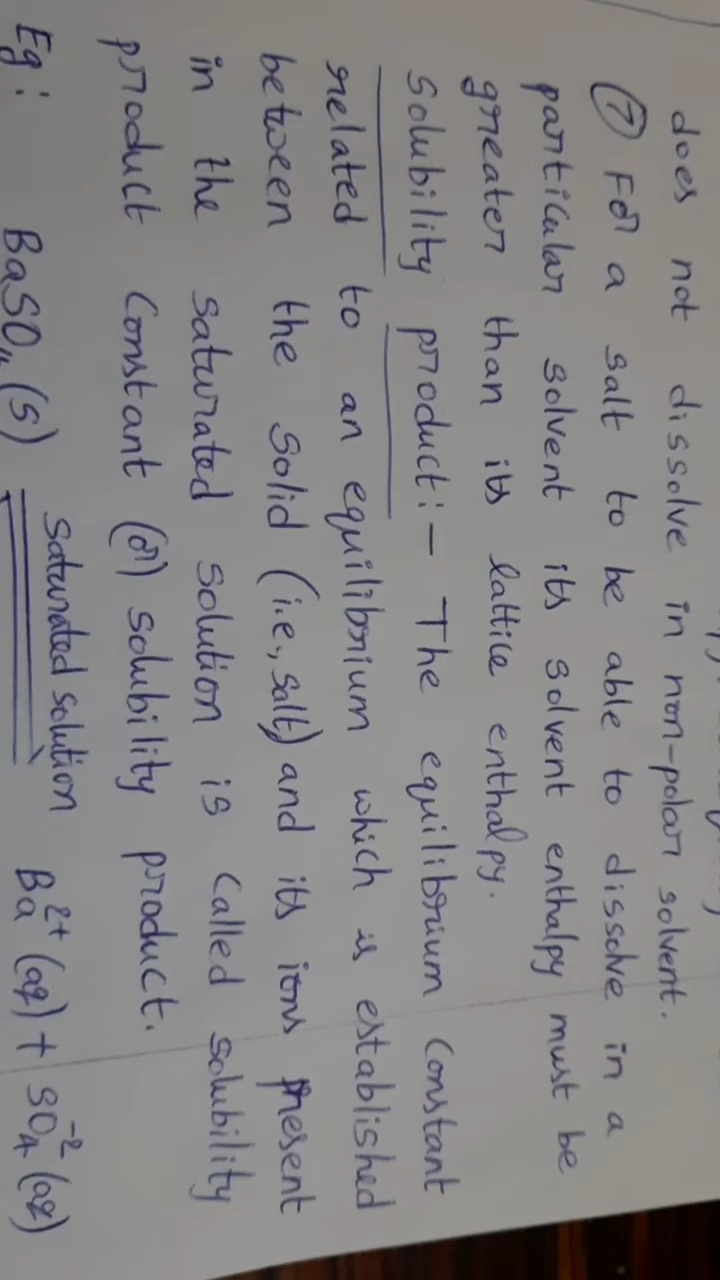 does not dissolve in non-polar solvent.
⑦ For a salt to be able to dissolve in a
particular solvent its solvent enthalpy must be
greater than its lattice enthalpy.
Solubility product:- The equilibrium constant
related to an equilibrium which is established
between the solid (i.e., salt) and its ions present
in the saturated solution is called solubility
product constant (or) solubility product.
Eg: BaSO₄ (s) saturated solution Ba²⁺ (aq) + SO₄⁻² (aq)